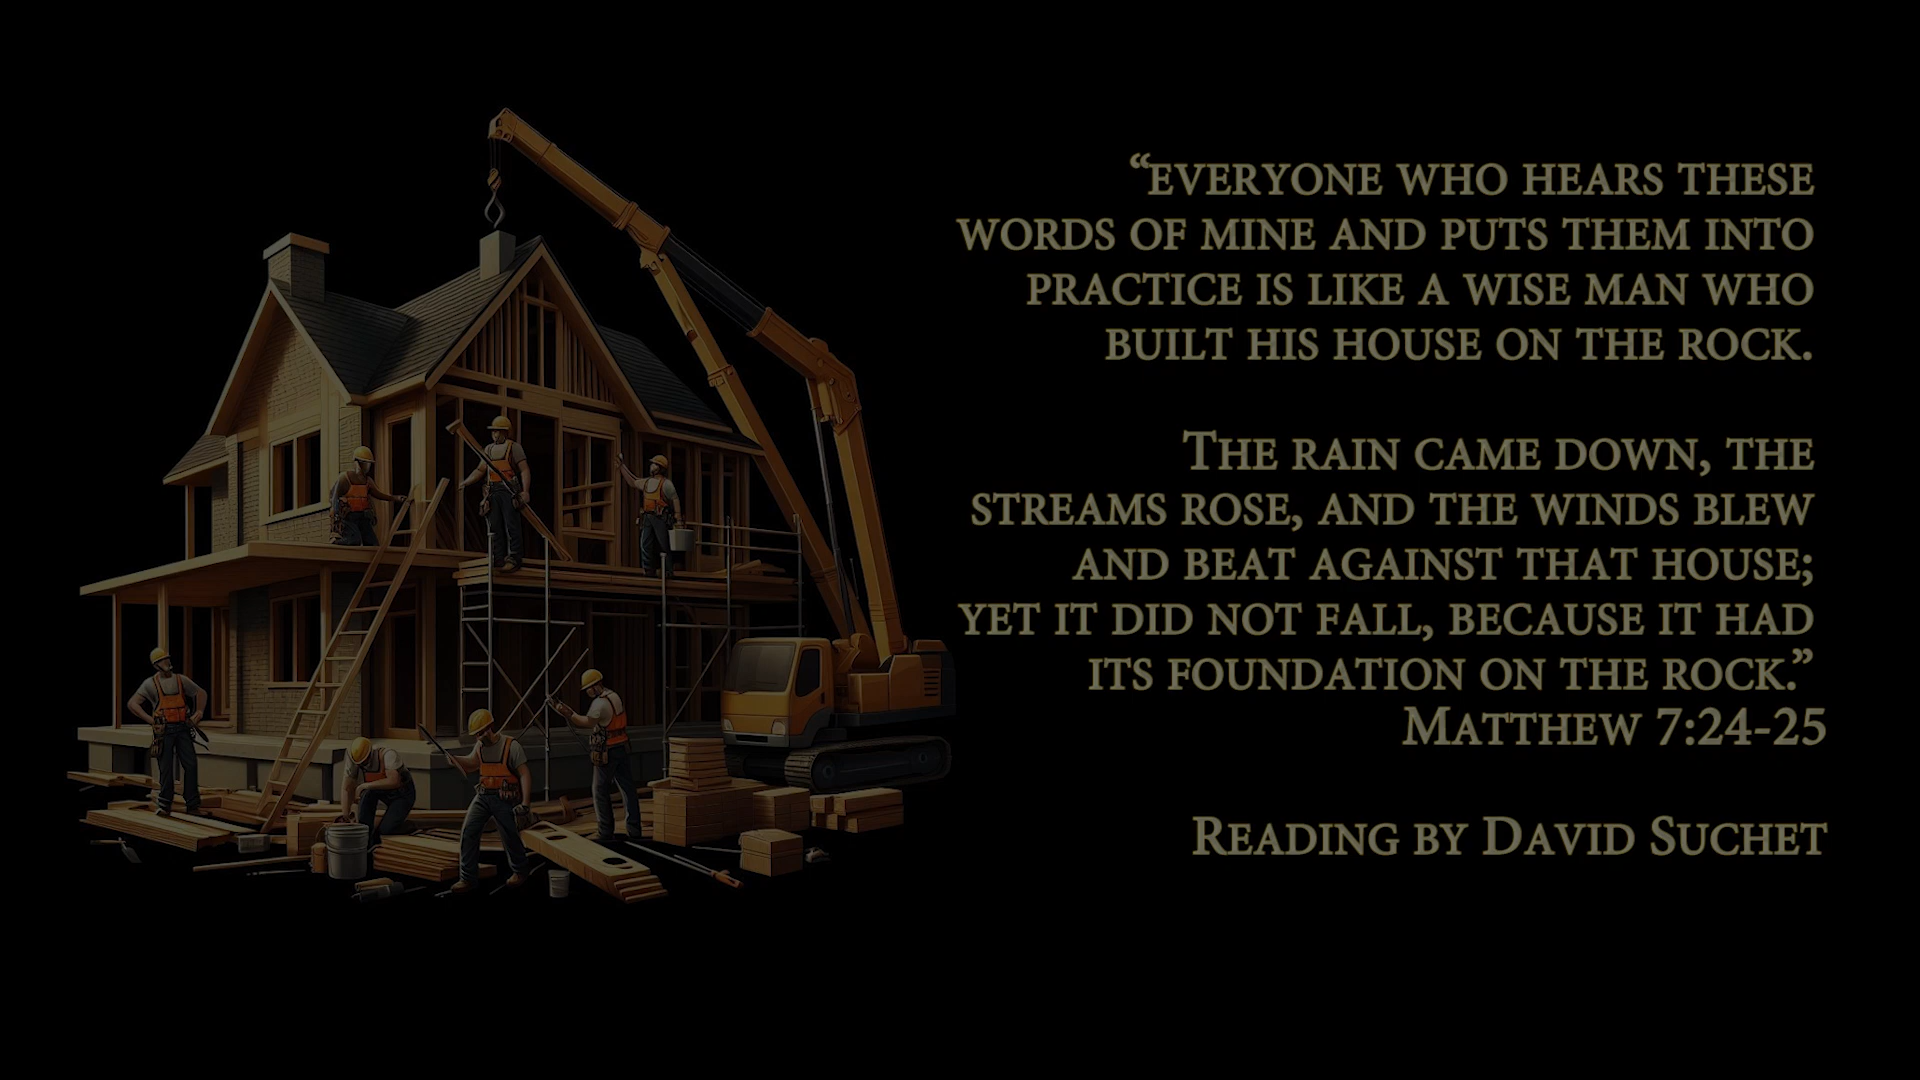 “EVERYONE WHO HEARS THESE
WORDS OF MINE AND PUTS THEM INTO
PRACTICE IS LIKE A WISE MAN WHO
BUILT HIS HOUSE ON THE ROCK.
THE RAIN CAME DOWN, THE
STREAMS ROSE, AND THE WINDS BLEW
AND BEAT AGAINST THAT HOUSE;
YET IT DID NOT FALL, BECAUSE IT HAD
ITS FOUNDATION ON THE ROCK.”
MATTHEW 7:24-25
READING BY DAVID SUCHET